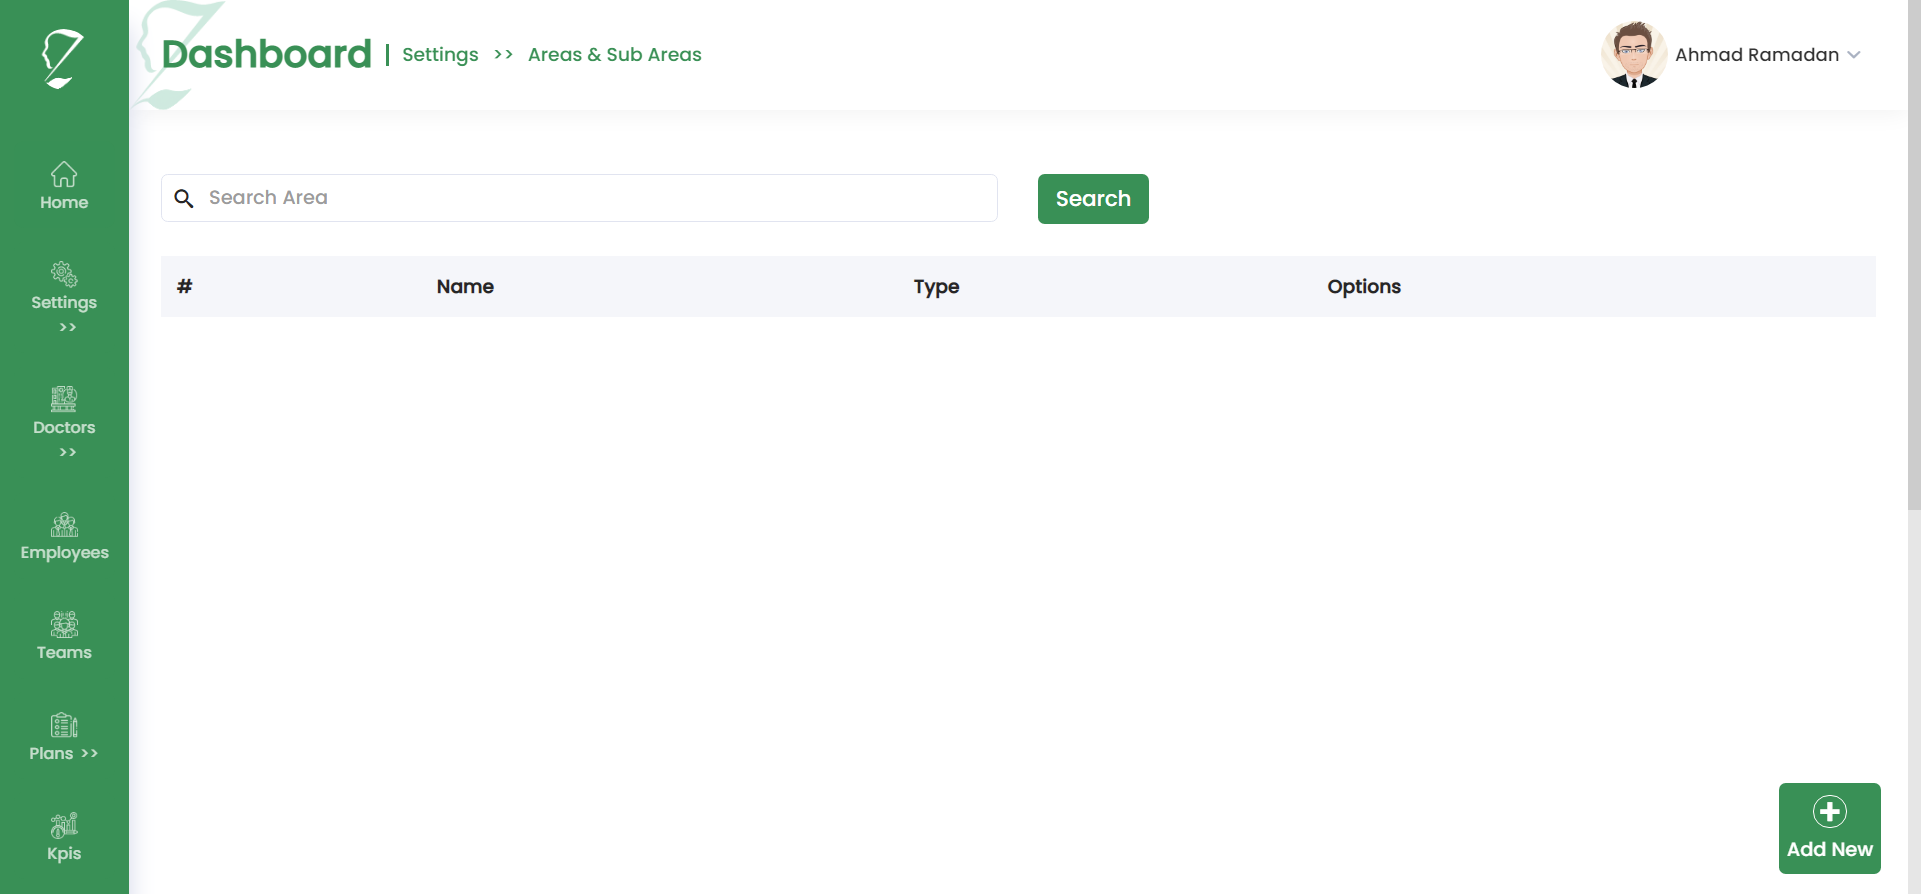 Dashboard | Settings >> Areas & Sub Areas
Ahmad Ramadan
Home
Settings
>>
Doctors
>>
Employees
Teams
Plans >>
Kpis
Search Area
Search
# Name Type Options
Add New